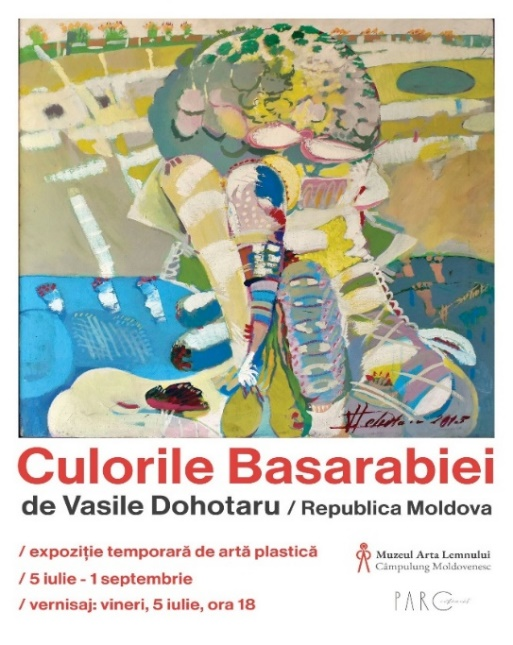 Culorile Basarabiei
de Vasile Dohotaru / Republica Moldova
/ expoziție temporară de artă plastică
/ 5 iulie - 1 septembrie
/ vernisaj: vineri, 5 iulie, ora 18
Muzeul Arta Lemnului
Câmpulung Moldovenesc
PARC